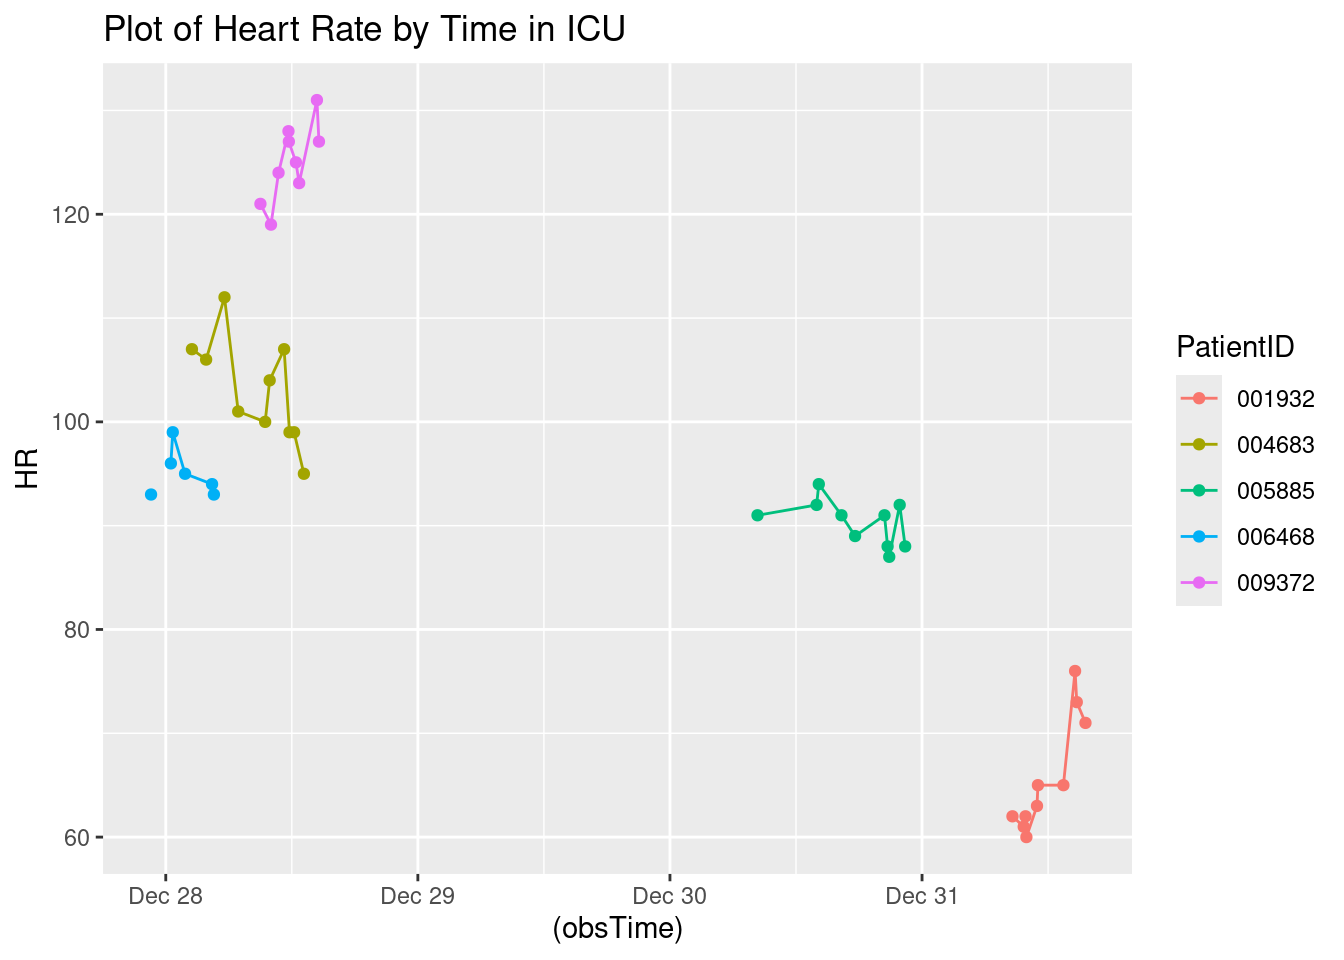 Plot of Heart Rate by Time in ICU
HR
120
100
80
60
Dec 28
Dec 29
Dec 30
Dec 31
(obsTime)
PatientID
001932
004683
005885
006468
009372